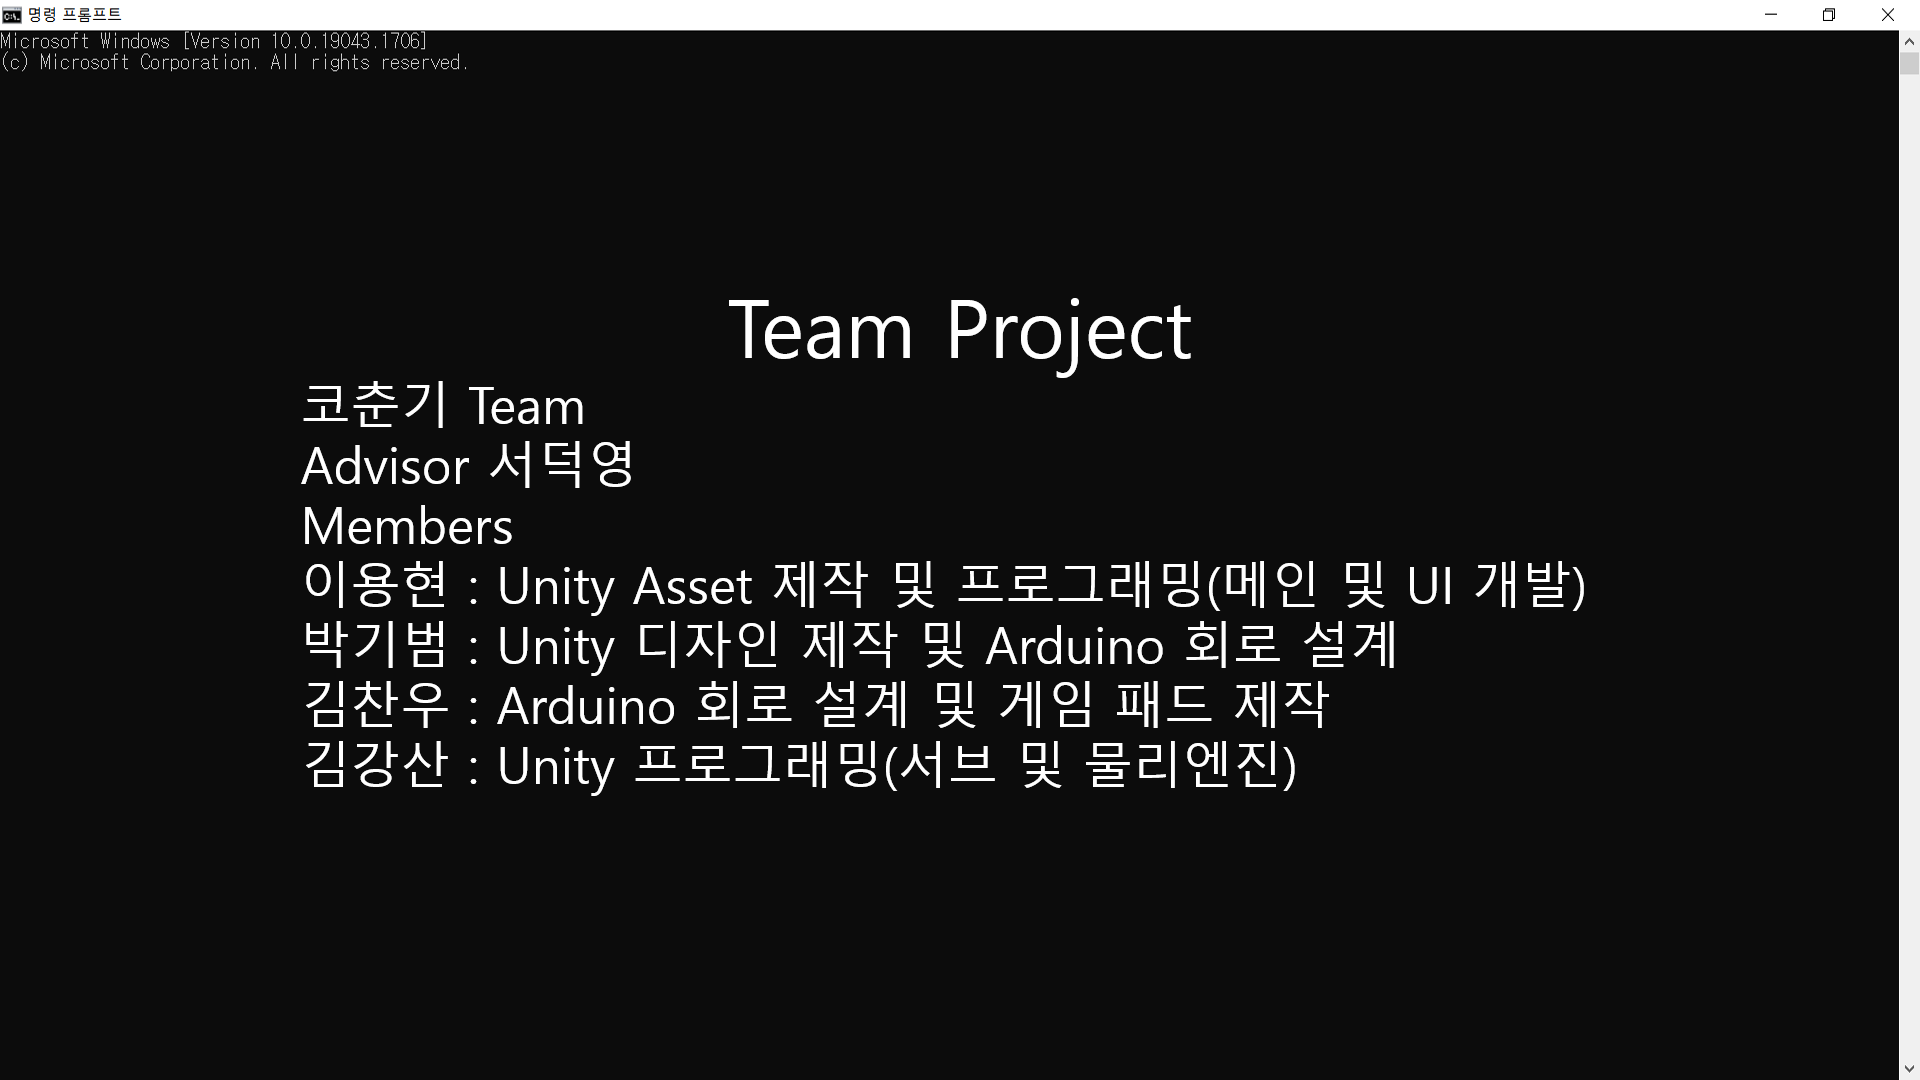 명령 프롬프트
Microsoft Windows [Version 10.0.19043.1706]
(c) Microsoft Corporation. All rights reserved.
Team Project
코춘기 Team
Advisor 서덕영
Members
이용현 : Unity Asset 제작 및 프로그래밍(메인 및 UI 개발)
박기범 : Unity 디자인 제작 및 Arduino 회로 설계
김찬우 : Arduino 회로 설계 및 게임 패드 제작
김강산 : Unity 프로그래밍(서브 및 물리엔진)